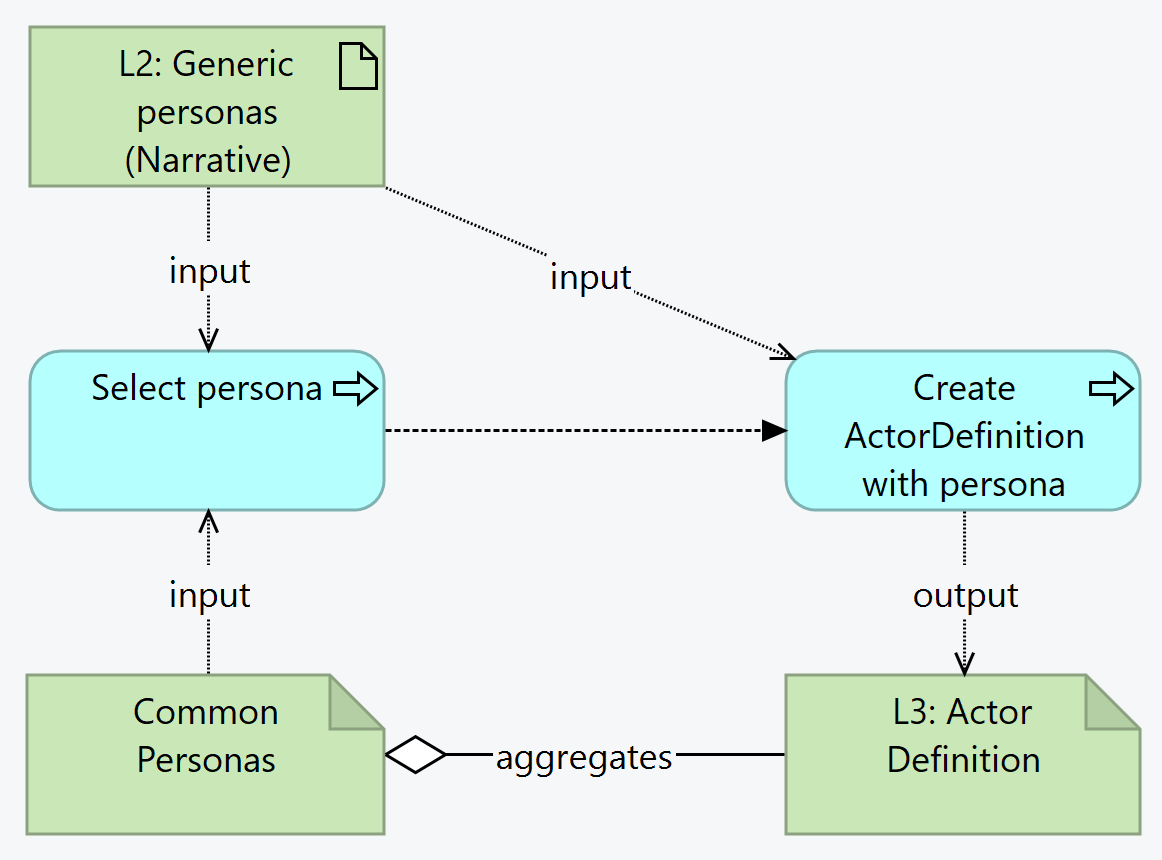 L2: Generic
personas
(Narrative)
input
input
Select persona
Create
ActorDefinition
with persona
input
output
Common
Personas
aggregates
L3: Actor
Definition